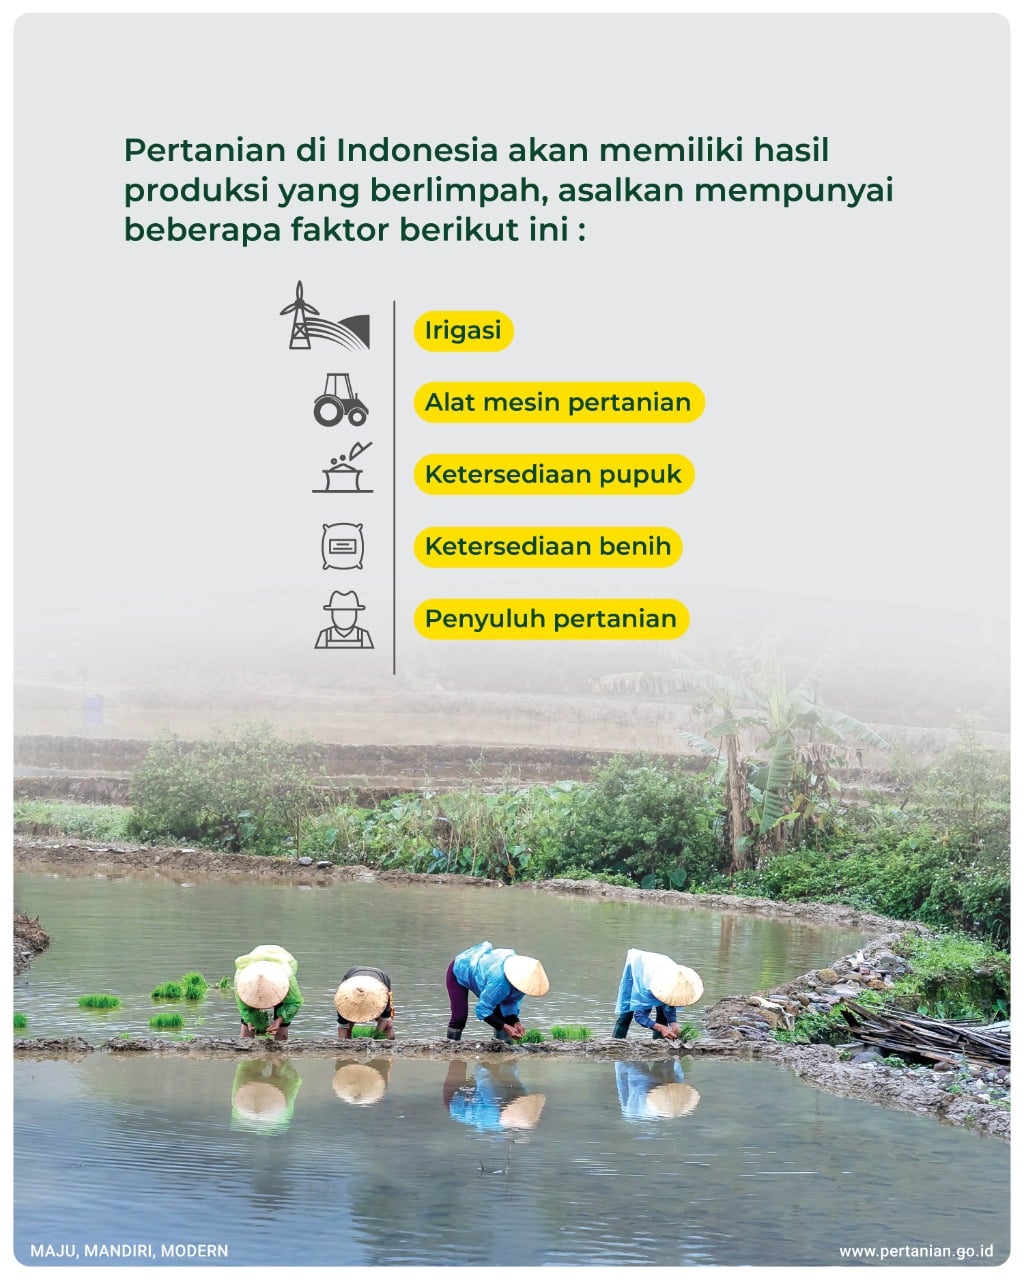 Pertanian di Indonesia akan memiliki hasil
produksi yang berlimpah, asalkan mempunyai
beberapa faktor berikut ini :
Irigasi
Alat mesin pertanian
Ketersediaan pupuk
Ketersediaan benih
Penyuluh pertanian
MAJU, MANDIRI, MODERN
www.pertanian.go.id